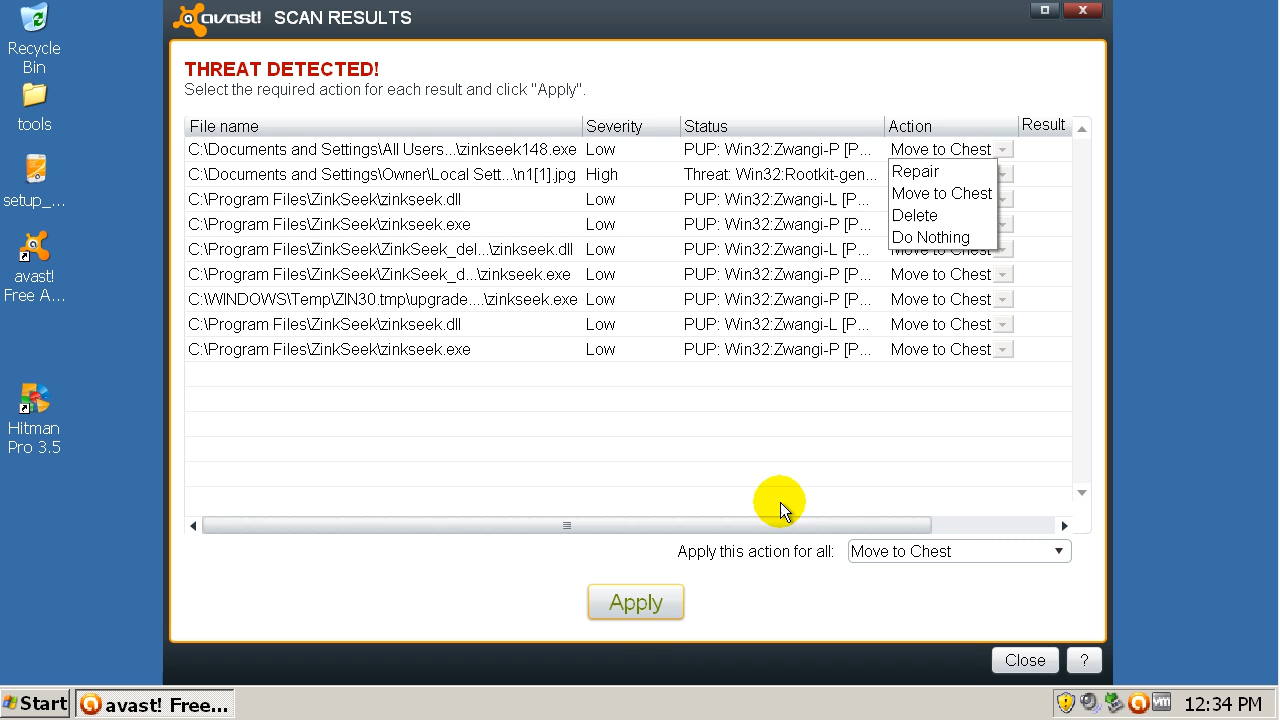 avast! SCAN RESULTS
Recycle
Bin
tools
setup_...
avast!
Free A...
Hitman
Pro 3.5
THREAT DETECTED!
Select the required action for each result and click "Apply".
File name Severity Status Action Result
C:\Documents and Settings\All Users...\zinkseek148.exe Low PUP: Win32:Zwangi-P [P... Move to Chest
C:\Documents and Settings\Owner\Local Sett...\n1[1].jpg High Threat: Win32:Rootkit-gen...
C:\Program Files\ZinkSeek\zinkseek.dll Low PUP: Win32:Zwangi-L [P...
C:\Program Files\ZinkSeek\zinkseek.exe Low PUP: Win32:Zwangi-P [P...
C:\Program Files\ZinkSeek\ZinkSeek_del...\zinkseek.dll Low PUP: Win32:Zwangi-L [P... Move to Chest
C:\Program Files\ZinkSeek\ZinkSeek_d...\zinkseek.exe Low PUP: Win32:Zwangi-P [P... Move to Chest
C:\WINDOWS\Temp\ZIN30.tmp\upgrade....\zinkseek.exe Low PUP: Win32:Zwangi-P [P... Move to Chest
C:\Program Files\ZinkSeek\zinkseek.dll Low PUP: Win32:Zwangi-L [P... Move to Chest
C:\Program Files\ZinkSeek\zinkseek.exe Low PUP: Win32:Zwangi-P [P... Move to Chest
Repair
Move to Chest
Delete
Do Nothing
Apply this action for all: Move to Chest
Apply
Close ?
Start avast! Free... vm 12:34 PM